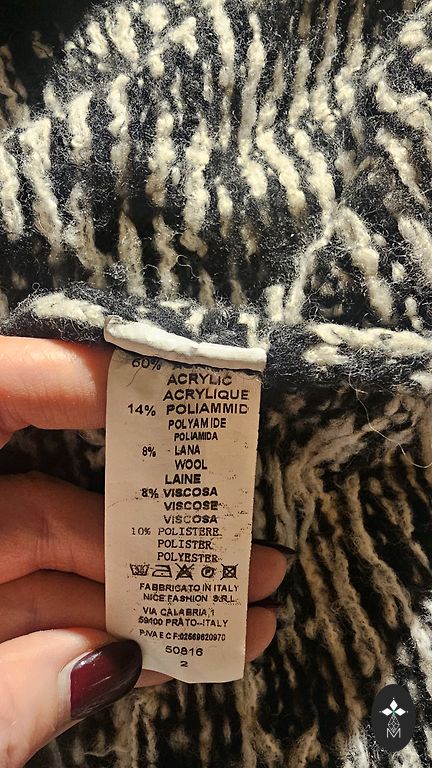 60%
ACRYLIC
ACRYLIQUE
14% POLIAMMID
POLYAMIDE
POLIAMIDA
8% LANA
WOOL
LAINE
8% VISCOSA
VISCOSE
VISCOSA
10% POLISTERE
POLISTER
POLYESTER
FABBRICATO IN ITALY
NICE FASHION S.R.L.
VIA CALABRIA,1
59100 PRATO-ITALY
P.IVA E C.F:02569620970
50816
2
M